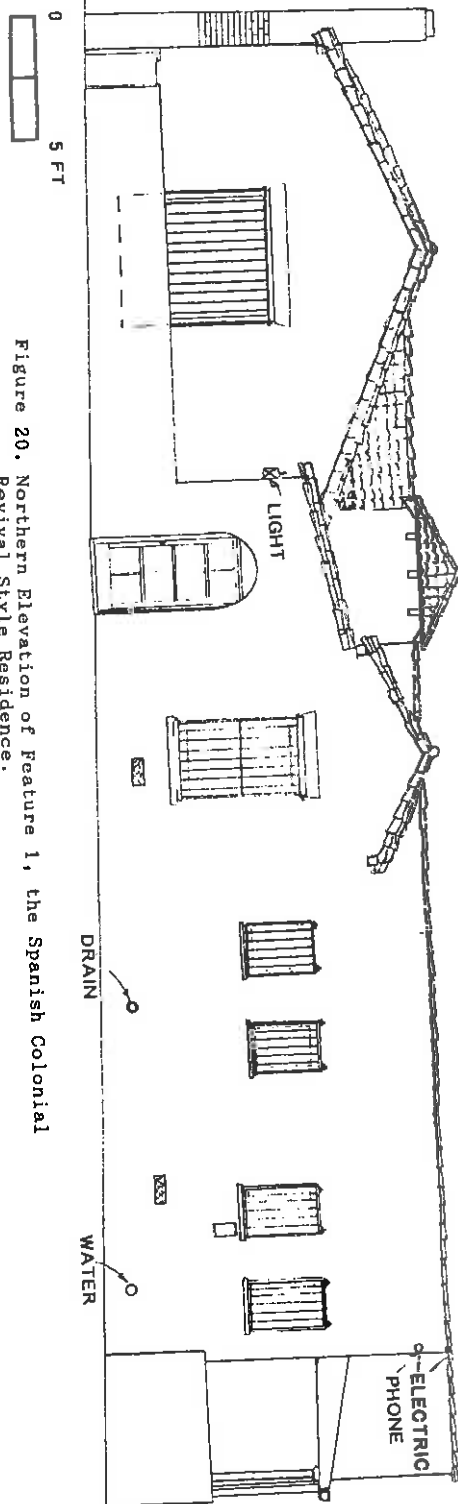 ELECTRIC
PHONE
LIGHT
DRAIN
WATER
0 5 FT
Figure 20. Northern Elevation of Feature 1, the Spanish Colonial
Revival Style Residence.